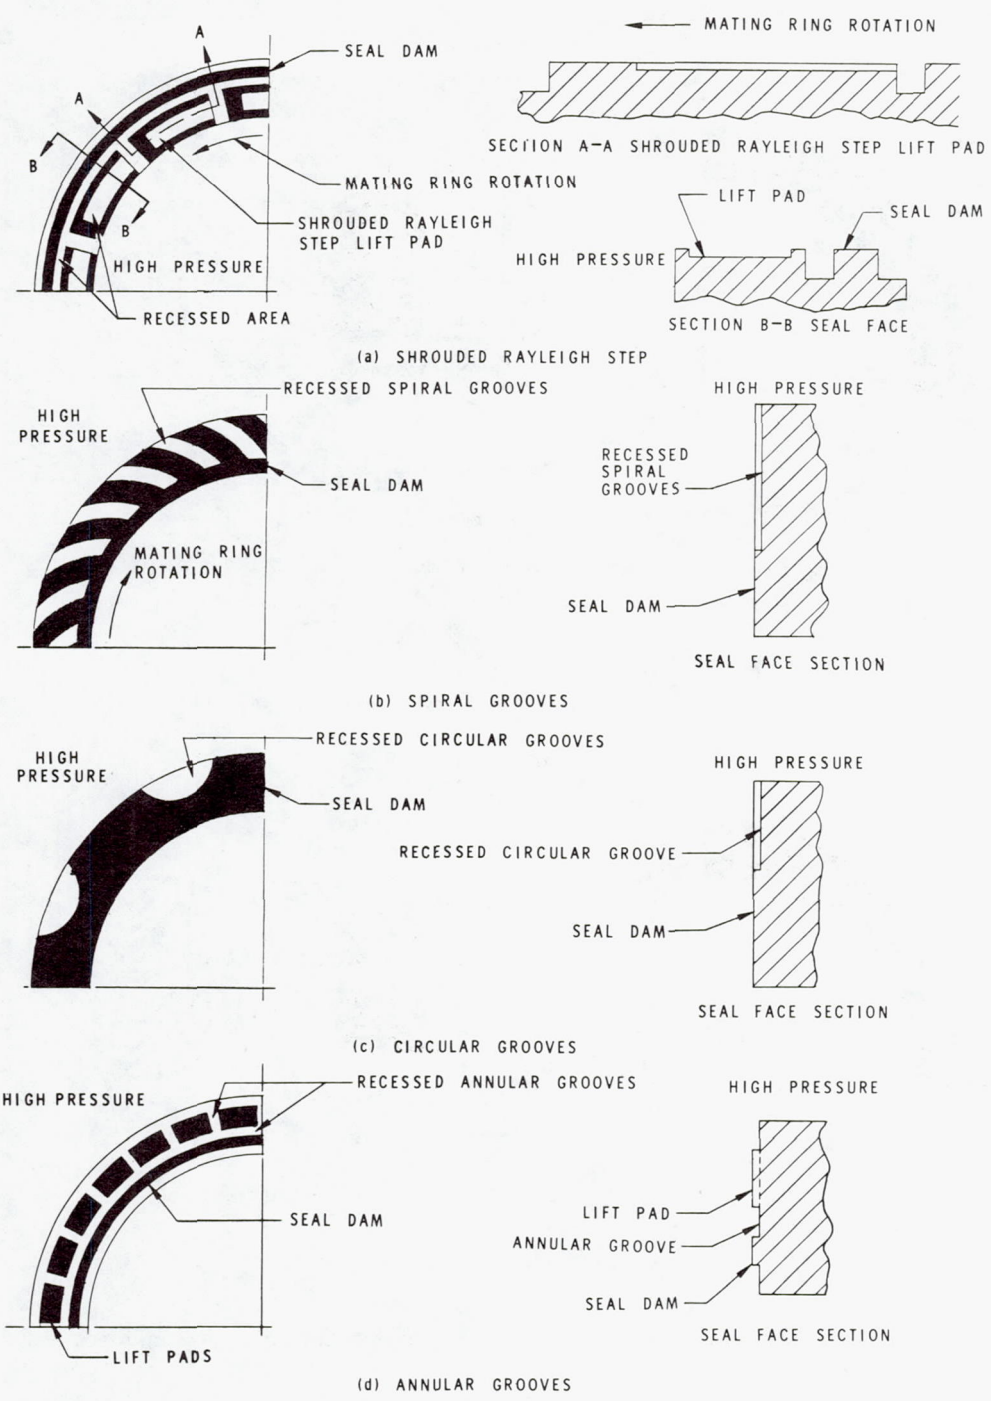 A
SEAL DAM
A
B
B
MATING RING ROTATION
SHROUDED RAYLEIGH
STEP LIFT PAD
HIGH PRESSURE
RECESSED AREA
MATING RING ROTATION
SECTION A-A SHROUDED RAYLEIGH STEP LIFT PAD
LIFT PAD
SEAL DAM
HIGH PRESSURE
SECTION B-B SEAL FACE
(a) SHROUDED RAYLEIGH STEP
RECESSED SPIRAL GROOVES
HIGH
PRESSURE
SEAL DAM
MATING RING
ROTATION
HIGH PRESSURE
RECESSED
SPIRAL
GROOVES
SEAL DAM
SEAL FACE SECTION
(b) SPIRAL GROOVES
RECESSED CIRCULAR GROOVES
HIGH
PRESSURE
SEAL DAM
HIGH PRESSURE
RECESSED CIRCULAR GROOVE
SEAL DAM
SEAL FACE SECTION
(c) CIRCULAR GROOVES
RECESSED ANNULAR GROOVES
HIGH PRESSURE
SEAL DAM
LIFT PADS
HIGH PRESSURE
LIFT PAD
ANNULAR GROOVE
SEAL DAM
SEAL FACE SECTION
(d) ANNULAR GROOVES